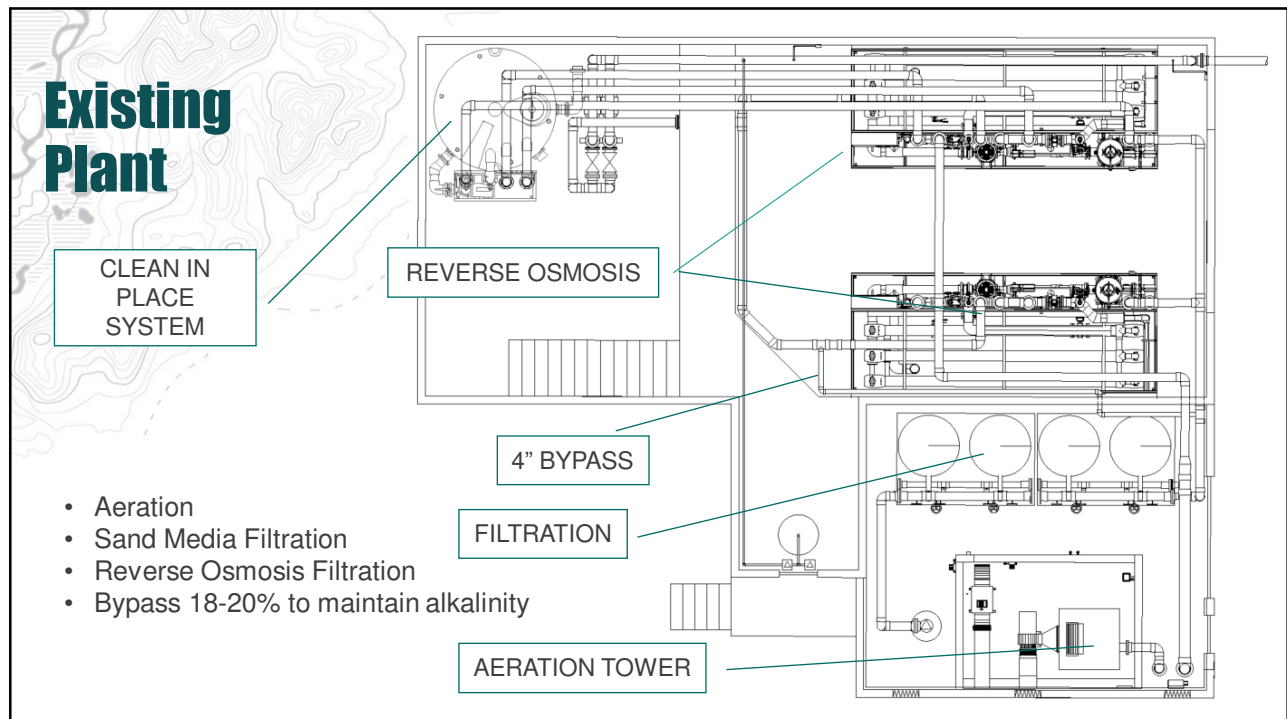 Existing
Plant
CLEAN IN
PLACE
SYSTEM
REVERSE OSMOSIS
4” BYPASS
FILTRATION
AERATION TOWER
• Aeration
• Sand Media Filtration
• Reverse Osmosis Filtration
• Bypass 18-20% to maintain alkalinity